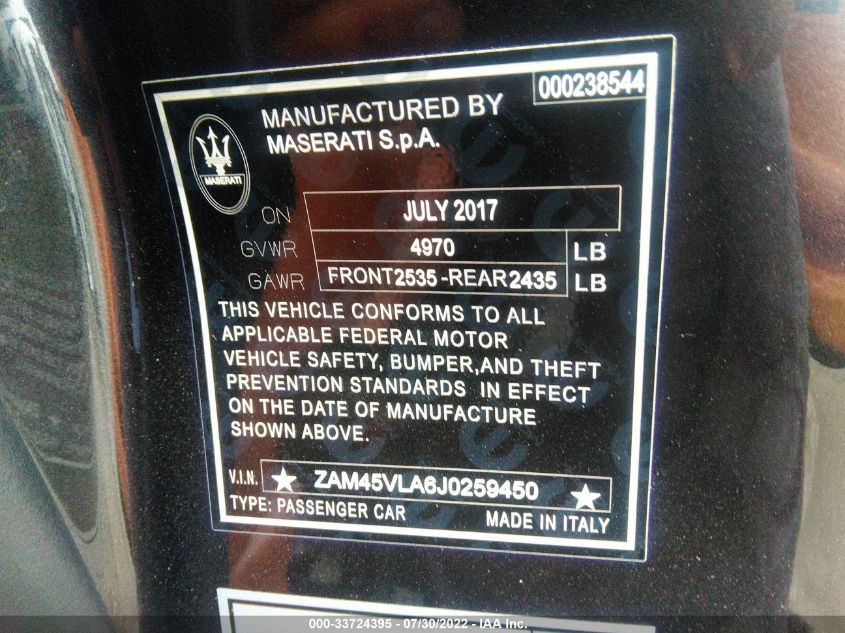 000238544
MANUFACTURED BY
MASERATI S.p.A.
MASERATI
ON JULY 2017
GVWR 4970 LB
GAWR FRONT2535-REAR2435 LB
THIS VEHICLE CONFORMS TO ALL
APPLICABLE FEDERAL MOTOR
VEHICLE SAFETY, BUMPER,AND THEFT
PREVENTION STANDARDS IN EFFECT
ON THE DATE OF MANUFACTURE
SHOWN ABOVE.
V.I.N. ★ ZAM45VLA6J0259450 ★
TYPE: PASSENGER CAR MADE IN ITALY
000-33724395 - 07/30/2022 - IAA Inc.